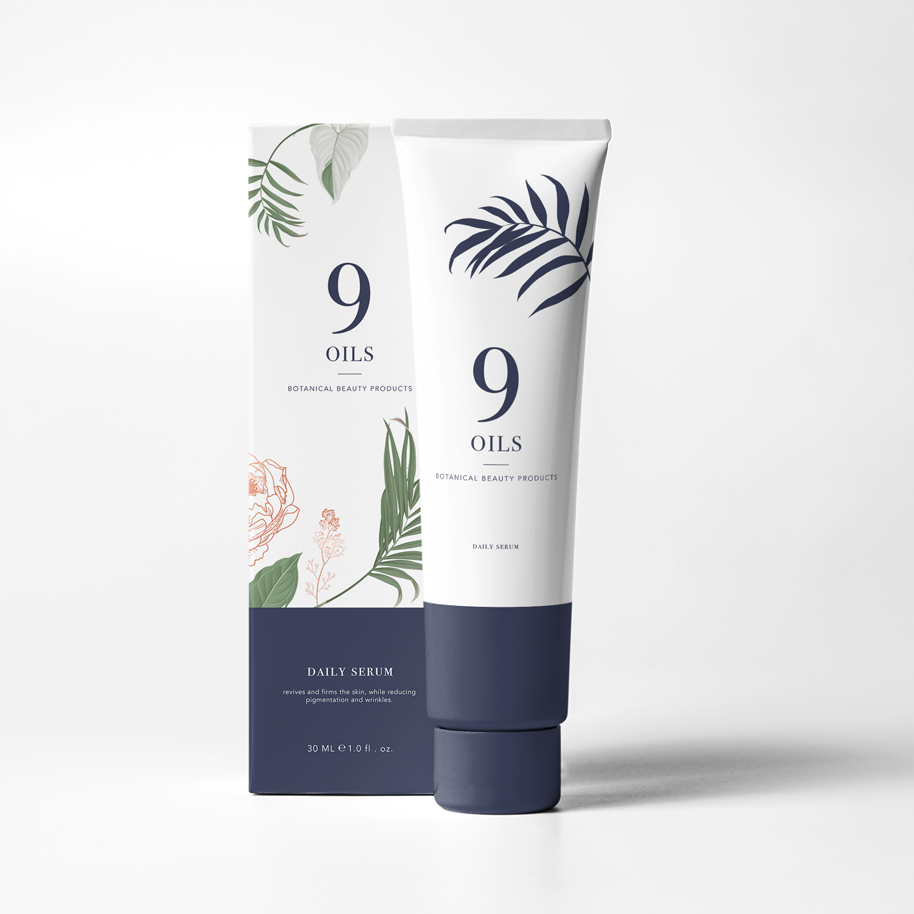 9
OILS
BOTANICAL BEAUTY PRODUCTS
DAILY SERUM
revives and firms the skin, while reducing
pigmentation and wrinkles.
30 ML ℮ 1.0 fl . oz.
9
OILS
BOTANICAL BEAUTY PRODUCTS
DAILY SERUM